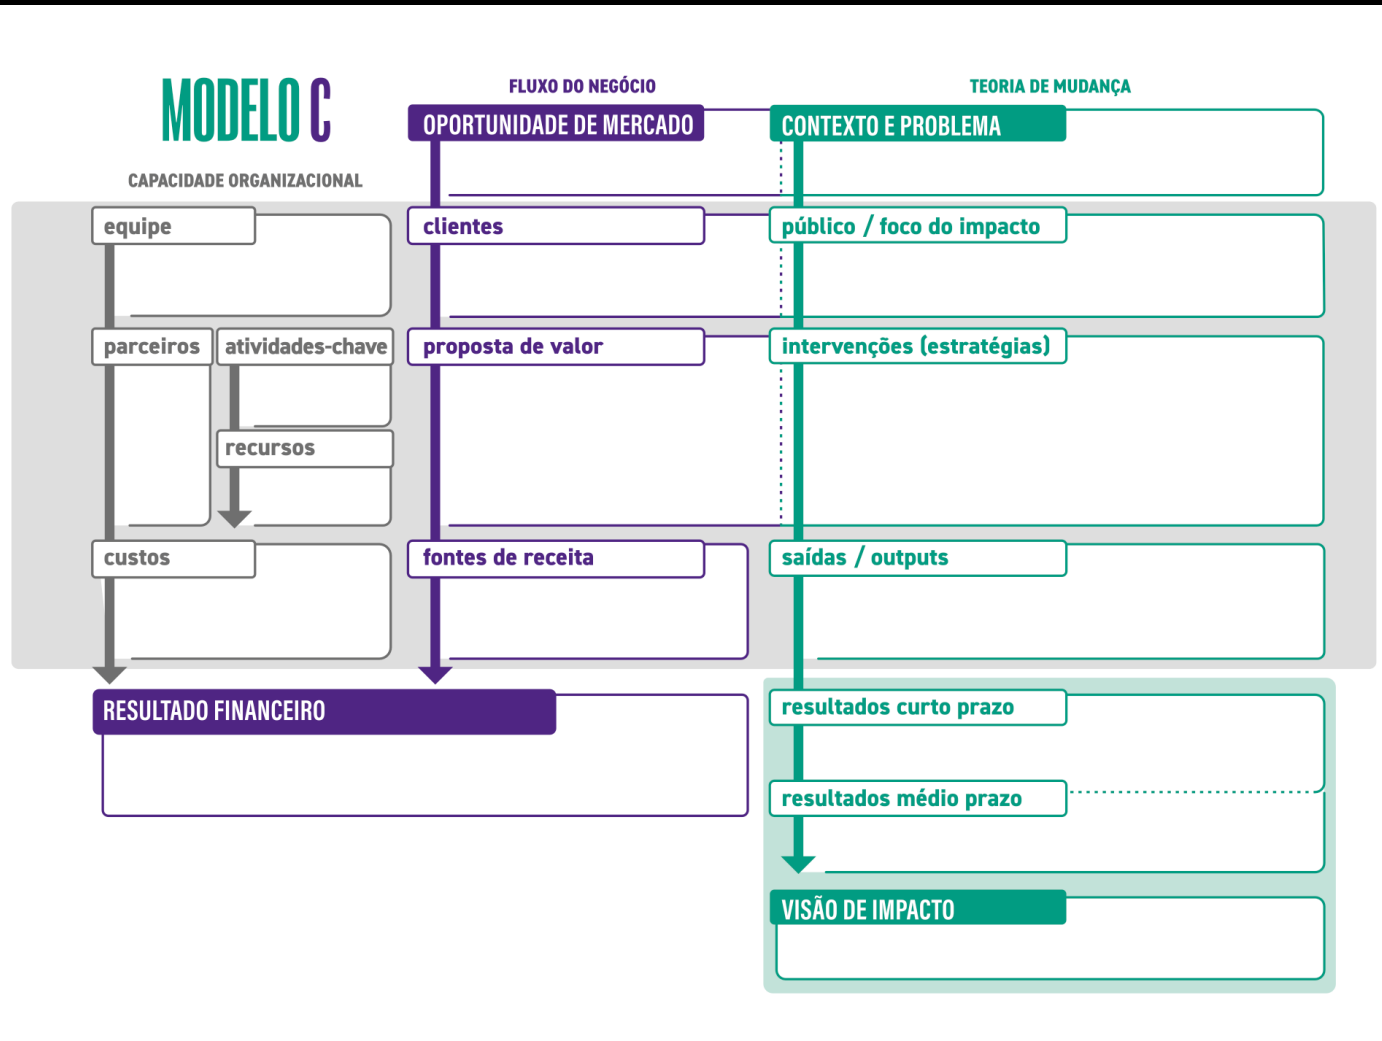 MODELO C
CAPACIDADE ORGANIZACIONAL
equipe
parceiros
atividades-chave
recursos
custos
FLUXO DO NEGÓCIO
OPORTUNIDADE DE MERCADO
clientes
proposta de valor
fontes de receita
RESULTADO FINANCEIRO
TEORIA DE MUDANÇA
CONTEXTO E PROBLEMA
público / foco do impacto
intervenções (estratégias)
saídas / outputs
resultados curto prazo
resultados médio prazo
VISÃO DE IMPACTO